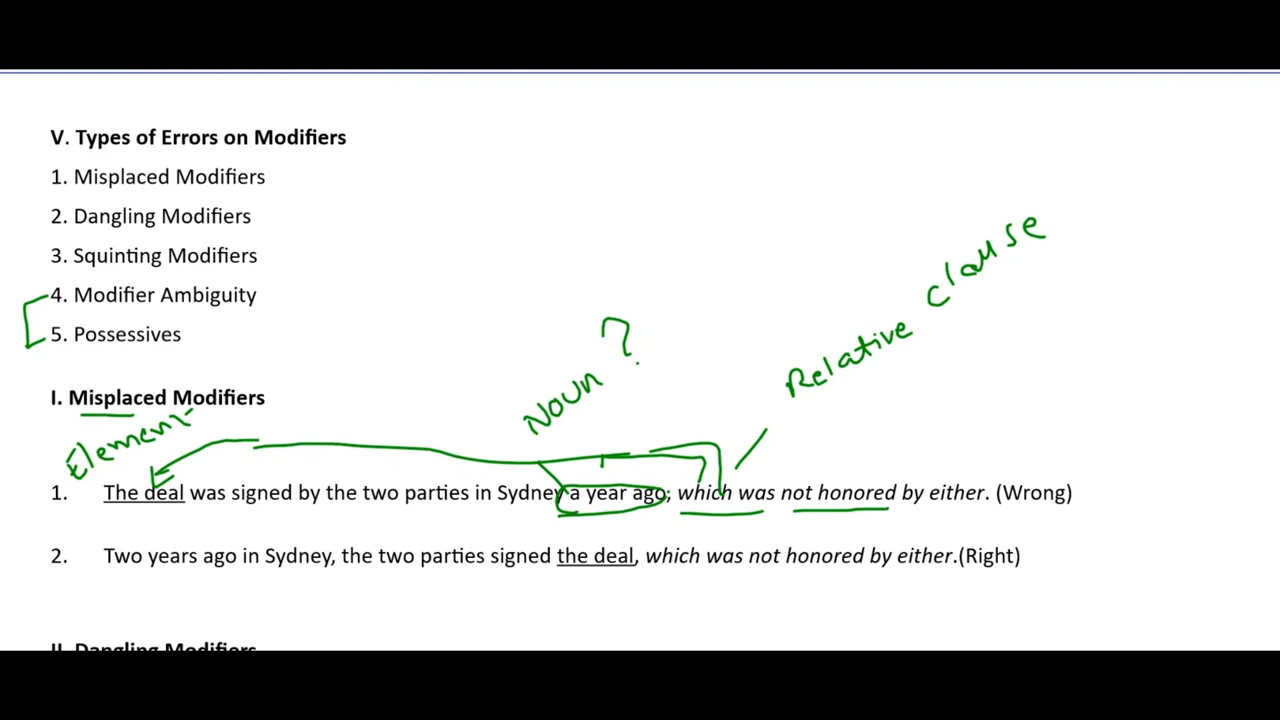 V. Types of Errors on Modifiers
1. Misplaced Modifiers
2. Dangling Modifiers
3. Squinting Modifiers
4. Modifier Ambiguity
5. Possessives
Noun ?
Relative clause
I. Misplaced Modifiers
Element
1. The deal was signed by the two parties in Sydney a year ago; which was not honored by either. (Wrong)
2. Two years ago in Sydney, the two parties signed the deal, which was not honored by either.(Right)
II. Dangling Modifiers